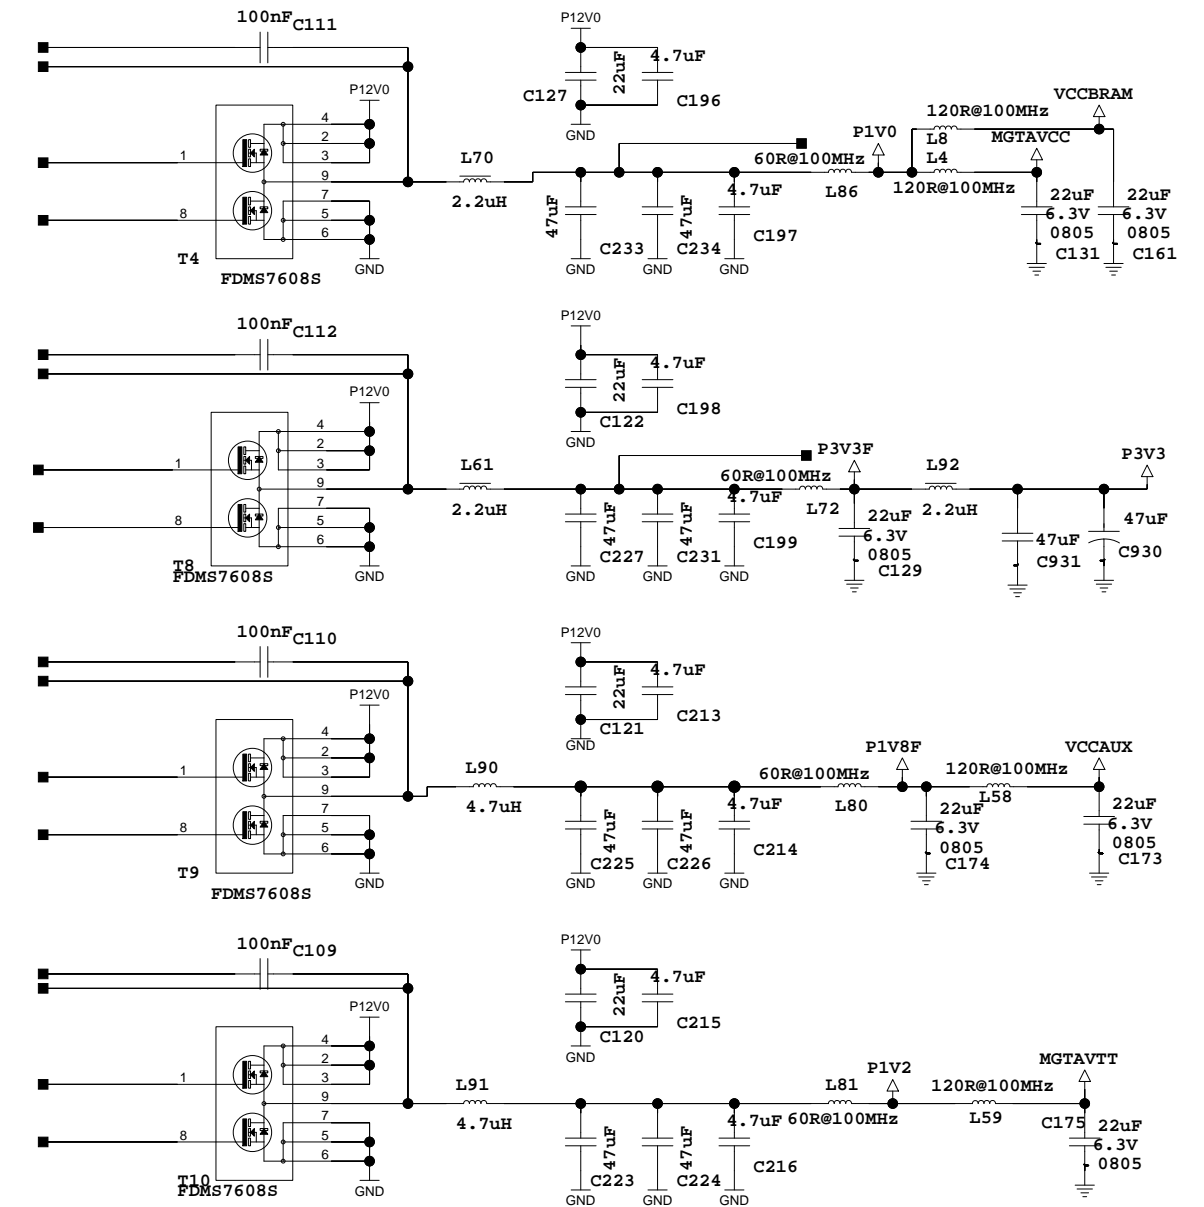 100nF C111
P12V0
22uF
4.7uF
C127
C196
GND
P12V0
4
2
3
1
9
7
8
5
6
T4
FDMS7608S
GND
L70
2.2uH
47uF
C233
47uF
C234
4.7uF
C197
GND
GND
GND
60R@100MHz
L86
P1V0
120R@100MHz
L8
L4
120R@100MHz
VCCBRAM
MGTAVCC
22uF
6.3V
0805
C131
22uF
6.3V
0805
C161
100nF C112
P12V0
22uF
4.7uF
C122
C198
GND
P12V0
4
2
3
1
9
7
8
5
6
T8
FDMS7608S
GND
L61
2.2uH
47uF
C227
47uF
C231
4.7uF
C199
GND
GND
GND
60R@100MHz
L72
P3V3F
22uF
6.3V
0805
C129
L92
2.2uH
P3V3
47uF
C931
47uF
C930
100nF C110
P12V0
22uF
4.7uF
C121
C213
GND
P12V0
4
2
3
1
9
7
8
5
6
T9
FDMS7608S
GND
L90
4.7uH
47uF
C225
47uF
C226
4.7uF
C214
GND
GND
GND
60R@100MHz
L80
P1V8F
22uF
6.3V
0805
C174
120R@100MHz
L58
VCCAUX
22uF
6.3V
0805
C173
100nF C109
P12V0
22uF
4.7uF
C120
C215
GND
P12V0
4
2
3
1
9
7
8
5
6
T10
FDMS7608S
GND
L91
4.7uH
47uF
C223
47uF
C224
4.7uF
C216
GND
GND
GND
L81
60R@100MHz
P1V2
120R@100MHz
L59
MGTAVTT
C175
22uF
6.3V
0805